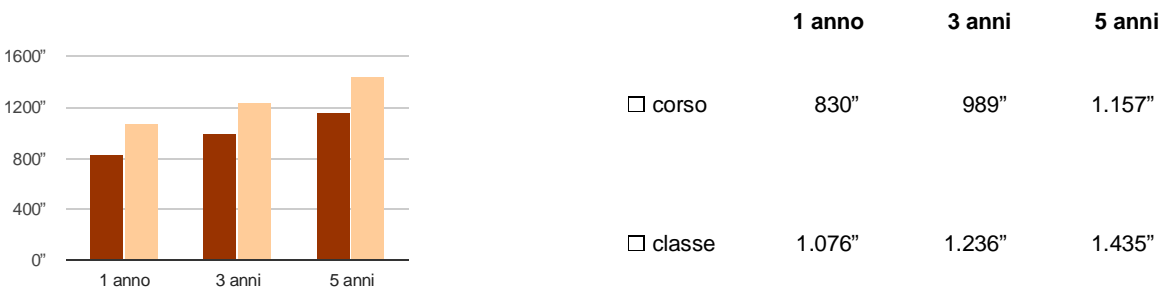 1600”
1200”
800”
400”
0”
1 anno 3 anni 5 anni
1 anno 3 anni 5 anni
corso 830” 989” 1.157”
classe 1.076” 1.236” 1.435”